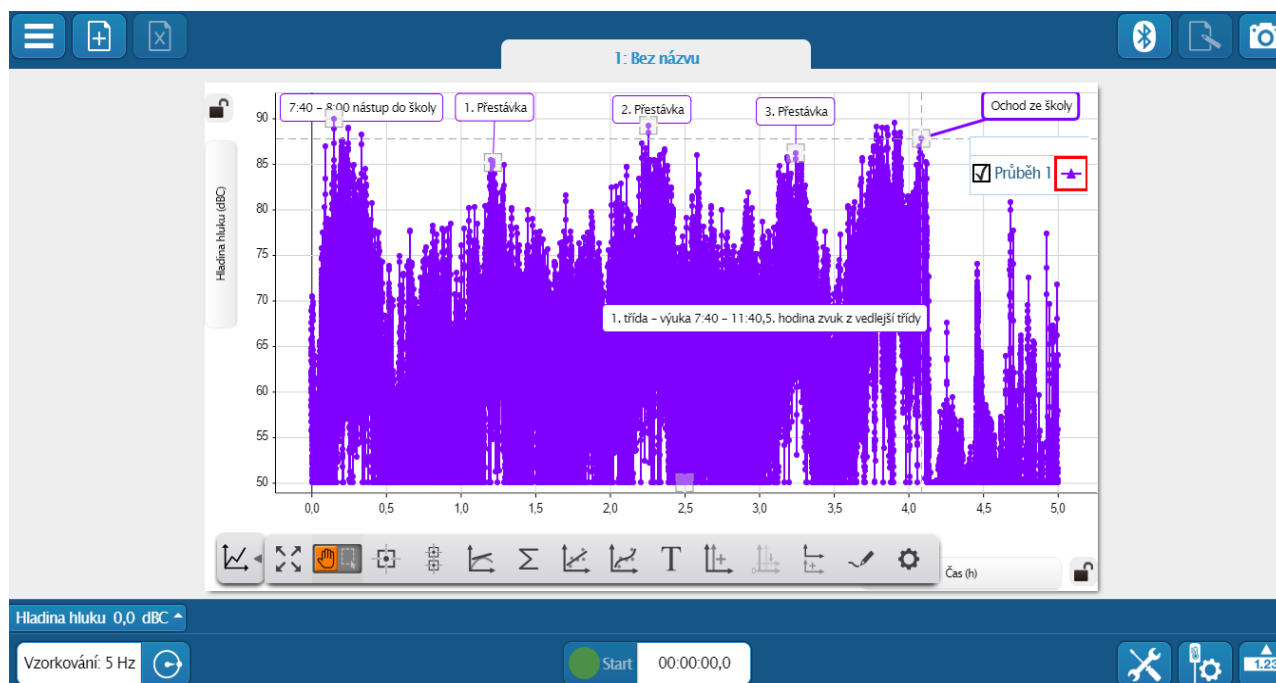 1: Bez názvu
7:40 – 8:00 nástup do školy
1. Přestávka
2. Přestávka
3. Přestávka
Ochod ze školy
Průběh 1
Hladina hluku (dBC)
90
85
80
75
70
65
60
55
50
1. třída – výuka 7:40 – 11:40,5. hodina zvuk z vedlejší třídy
0,0 0,5 1,0 1,5 2,0 2,5 3,0 3,5 4,0 4,5 5,0
Čas (h)
Hladina hluku 0,0 dBC
Vzorkování: 5 Hz
Start 00:00:00,0
1.23